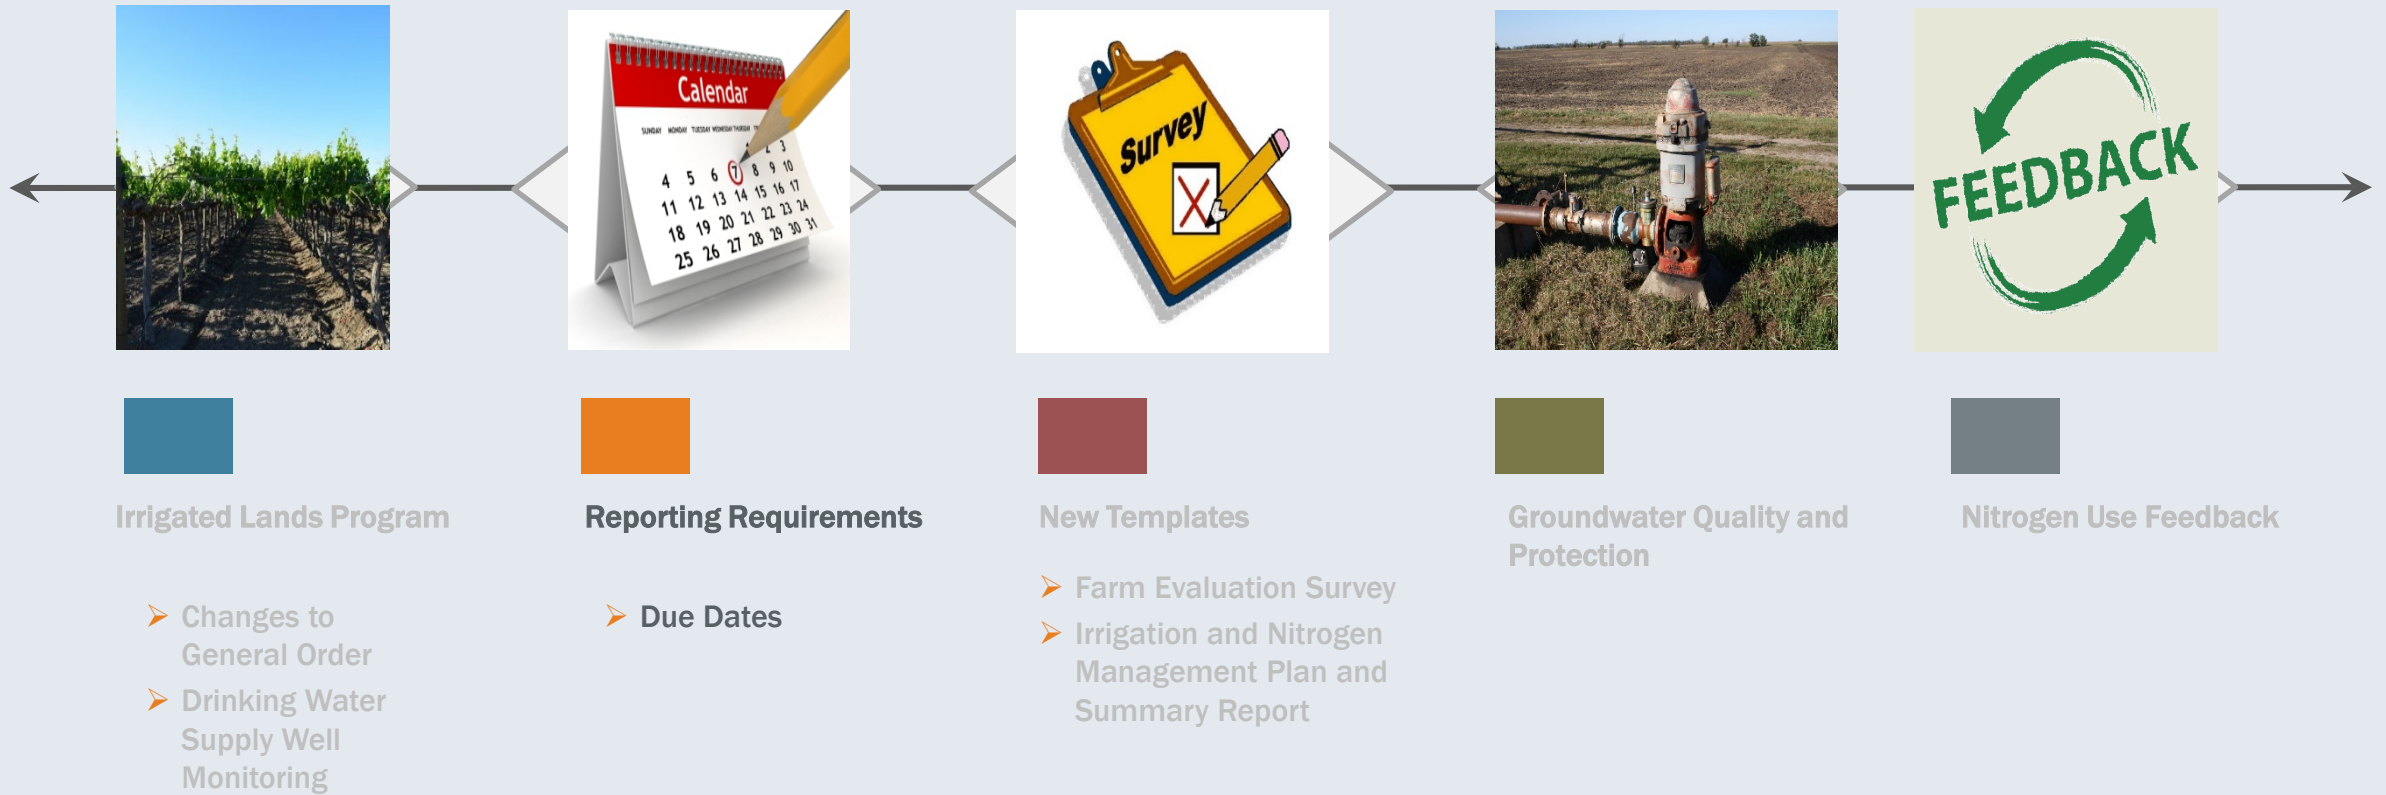 Calendar
SUNDAY MONDAY TUESDAY WEDNESDAY THURSDAY
1 2 3
4 5 6 7 8 9 10
11 12 13 14 15 16 17
18 19 20 21 22 23 24
25 26 27 28 29 30 31
Survey
FEEDBACK
Irrigated Lands Program
Changes to
General Order
Drinking Water
Supply Well
Monitoring
Reporting Requirements
Due Dates
New Templates
Farm Evaluation Survey
Irrigation and Nitrogen
Management Plan and
Summary Report
Groundwater Quality and
Protection
Nitrogen Use Feedback